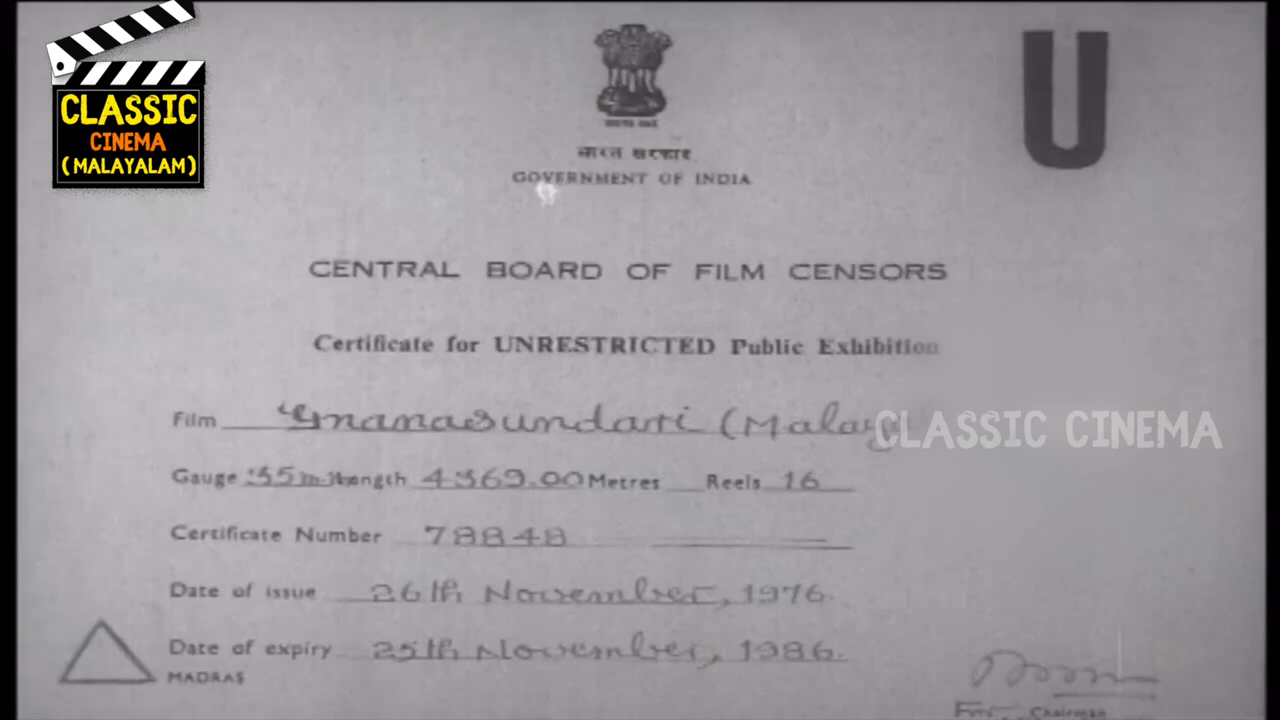 CLASSIC
CINEMA
(MALAYALAM)
U
भारत सरकार
GOVERNMENT OF INDIA
CENTRAL BOARD OF FILM CENSORS
Certificate for UNRESTRICTED Public Exhibition
Film Gnanasundari (Malay
CLASSIC CINEMA
Gauge 35 m.m Length 4369.00 Metres Reels 16
Certificate Number 78848
Date of issue 26th November, 1976.
Date of expiry 25th November, 1986.
MADRAS
For Chairman